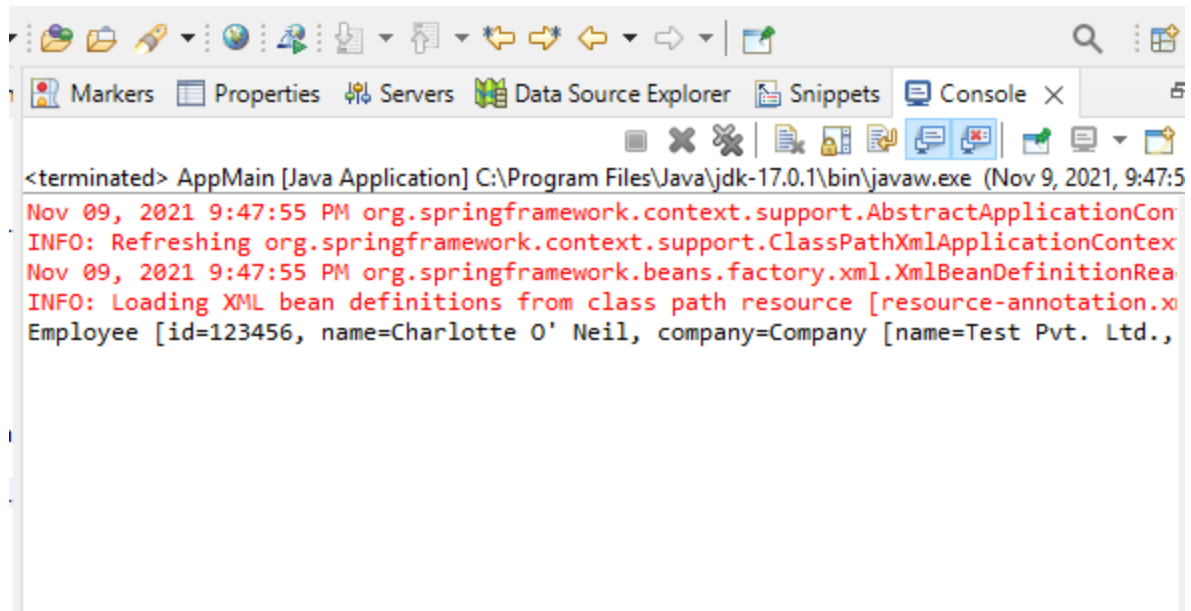 Markers Properties Servers Data Source Explorer Snippets Console
<terminated> AppMain [Java Application] C:\Program Files\Java\jdk-17.0.1\bin\javaw.exe (Nov 9, 2021, 9:47:5
Nov 09, 2021 9:47:55 PM org.springframework.context.support.AbstractApplicationCon
INFO: Refreshing org.springframework.context.support.ClassPathXmlApplicationContex
Nov 09, 2021 9:47:55 PM org.springframework.beans.factory.xml.XmlBeanDefinitionRea
INFO: Loading XML bean definitions from class path resource [resource-annotation.x
Employee [id=123456, name=Charlotte O' Neil, company=Company [name=Test Pvt. Ltd.,